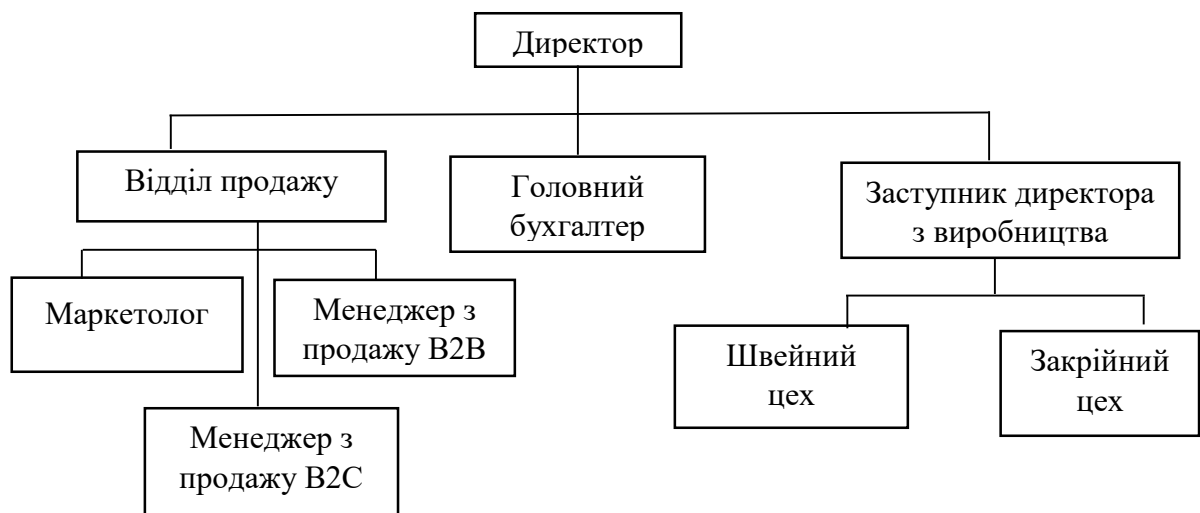 Директор
Відділ продажу
Головний
бухгалтер
Заступник директора
з виробництва
Маркетолог
Менеджер з
продажу B2B
Швейний
цех
Закрійний
цех
Менеджер з
продажу B2C